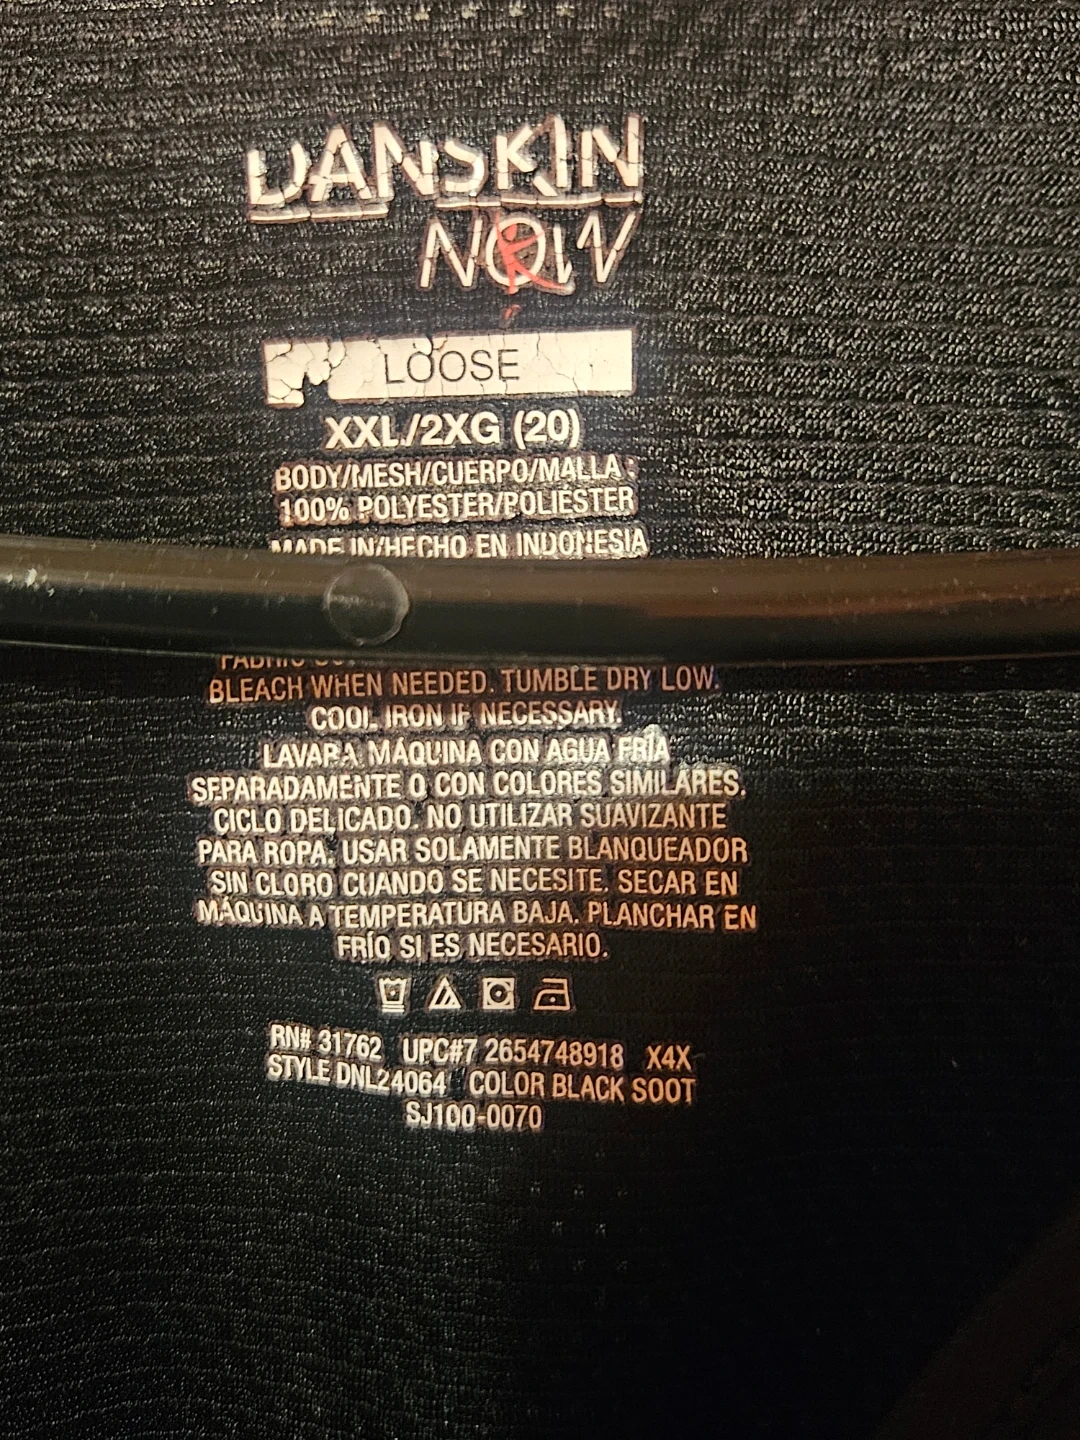 DANSKIN
NOW
LOOSE
XXL/2XG (20)
BODY/MESH/CUERPO/MALLA :
100% POLYESTER/POLIÉSTER
MADE IN/HECHO EN INDONESIA
BLEACH WHEN NEEDED. TUMBLE DRY LOW.
COOL IRON IF NECESSARY.
LAVAR A MÁQUINA CON AGUA FRÍA
SEPARADAMENTE O CON COLORES SIMILARES.
CICLO DELICADO. NO UTILIZAR SUAVIZANTE
PARA ROPA. USAR SOLAMENTE BLANQUEADOR
SIN CLORO CUANDO SE NECESITE. SECAR EN
MÁQUINA A TEMPERATURA BAJA. PLANCHAR EN
FRÍO SI ES NECESARIO.
RN# 31762 UPC#7 2654748918 X4X
STYLE DNL24064 COLOR BLACK SOOT
SJ100-0070